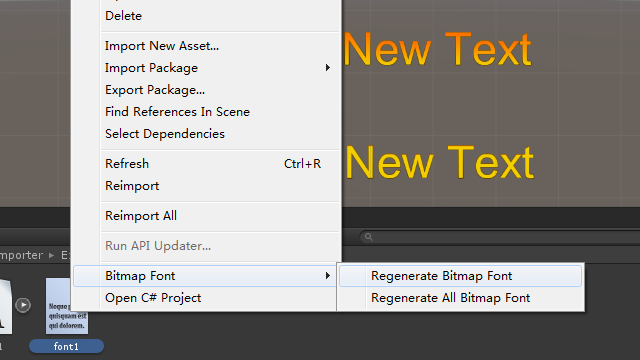 Delete
Import New Asset...
Import Package
Export Package...
Find References In Scene
Select Dependencies
Refresh Ctrl+R
Reimport
Reimport All
Run API Updater...
Bitmap Font
Open C# Project
Regenerate Bitmap Font
Regenerate All Bitmap Font
New Text
New Text
mporter ▸ E
Neque p
quisquam est
qui dolorem.
font1